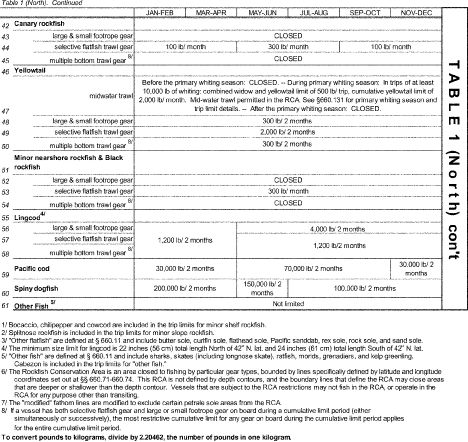 Table 1 (North). Continued
JAN-FEB MAR-APR MAY-JUN JUL-AUG SEP-OCT NOV-DEC
42 Canary rockfish
43 large & small footrope gear CLOSED
44 selective flatfish trawl gear 100 lb/ month 300 lb/ month 100 lb/ month
45 multiple bottom trawl gear 8/ CLOSED
46 Yellowtail
47 midwater trawl Before the primary whiting season: CLOSED. -- During primary whiting season: In trips of at least
10,000 lb of whiting: combined widow and yellowtail limit of 500 lb/ trip, cumulative yellowtail limit of
2,000 lb/ month. Mid-water trawl permitted in the RCA. See §660.131 for primary whiting season and
trip limit details. -- After the primary whiting season: CLOSED.
48 large & small footrope gear 300 lb/ 2 months
49 selective flatfish trawl gear 2,000 lb/ 2 months
50 multiple bottom trawl gear 8/ 300 lb/ 2 months
51 Minor nearshore rockfish & Black
rockfish
52 large & small footrope gear CLOSED
53 selective flatfish trawl gear 300 lb/ month
54 multiple bottom trawl gear 8/ CLOSED
55 Lingcod4/
56 large & small footrope gear 4,000 lb/ 2 months
57 selective flatfish trawl gear 1,200 lb/ 2 months 1,200 lb/ 2 months
58 multiple bottom trawl gear 8/
59 Pacific cod 30,000 lb/ 2 months 70,000 lb/ 2 months 30,000 lb/ 2
months
60 Spiny dogfish 200,000 lb/ 2 months 150,000 lb/ 2
months 100,000 lb/ 2 months
61 Other Fish 5/ Not limited
TABLE 1 (North) con't
1/ Bocaccio, chilipepper and cowcod are included in the trip limits for minor shelf rockfish.
2/ Splitnose rockfish is included in the trip limits for minor slope rockfish.
3/ "Other flatfish" are defined at § 660.11 and include butter sole, curlfin sole, flathead sole, Pacific sanddab, rex sole, rock sole, and sand sole.
4/ The minimum size limit for lingcod is 22 inches (56 cm) total length North of 42° N. lat. and 24 inches (61 cm) total length South of 42° N. lat.
5/ "Other fish" are defined at § 660.11 and include sharks, skates (including longnose skate), ratfish, morids, grenadiers, and kelp greenling.
Cabezon is included in the trip limits for "other fish."
6/ The Rockfish Conservation Area is an area closed to fishing by particular gear types, bounded by lines specifically defined by latitude and longitude
coordinates set out at §§ 660.71-660.74. This RCA is not defined by depth contours, and the boundary lines that define the RCA may close areas
that are deeper or shallower than the depth contour. Vessels that are subject to the RCA restrictions may not fish in the RCA, or operate in the
RCA for any purpose other than transiting.
7/ The "modified" fathom lines are modified to exclude certain petrale sole areas from the RCA.
8/ If a vessel has both selective flatfish gear and large or small footrope gear on board during a cumulative limit period (either
simultaneously or successively), the most restrictive cumulative limit for any gear on board during the cumulative limit period applies
for the entire cumulative limit period.
To convert pounds to kilograms, divide by 2.20462, the number of pounds in one kilogram.